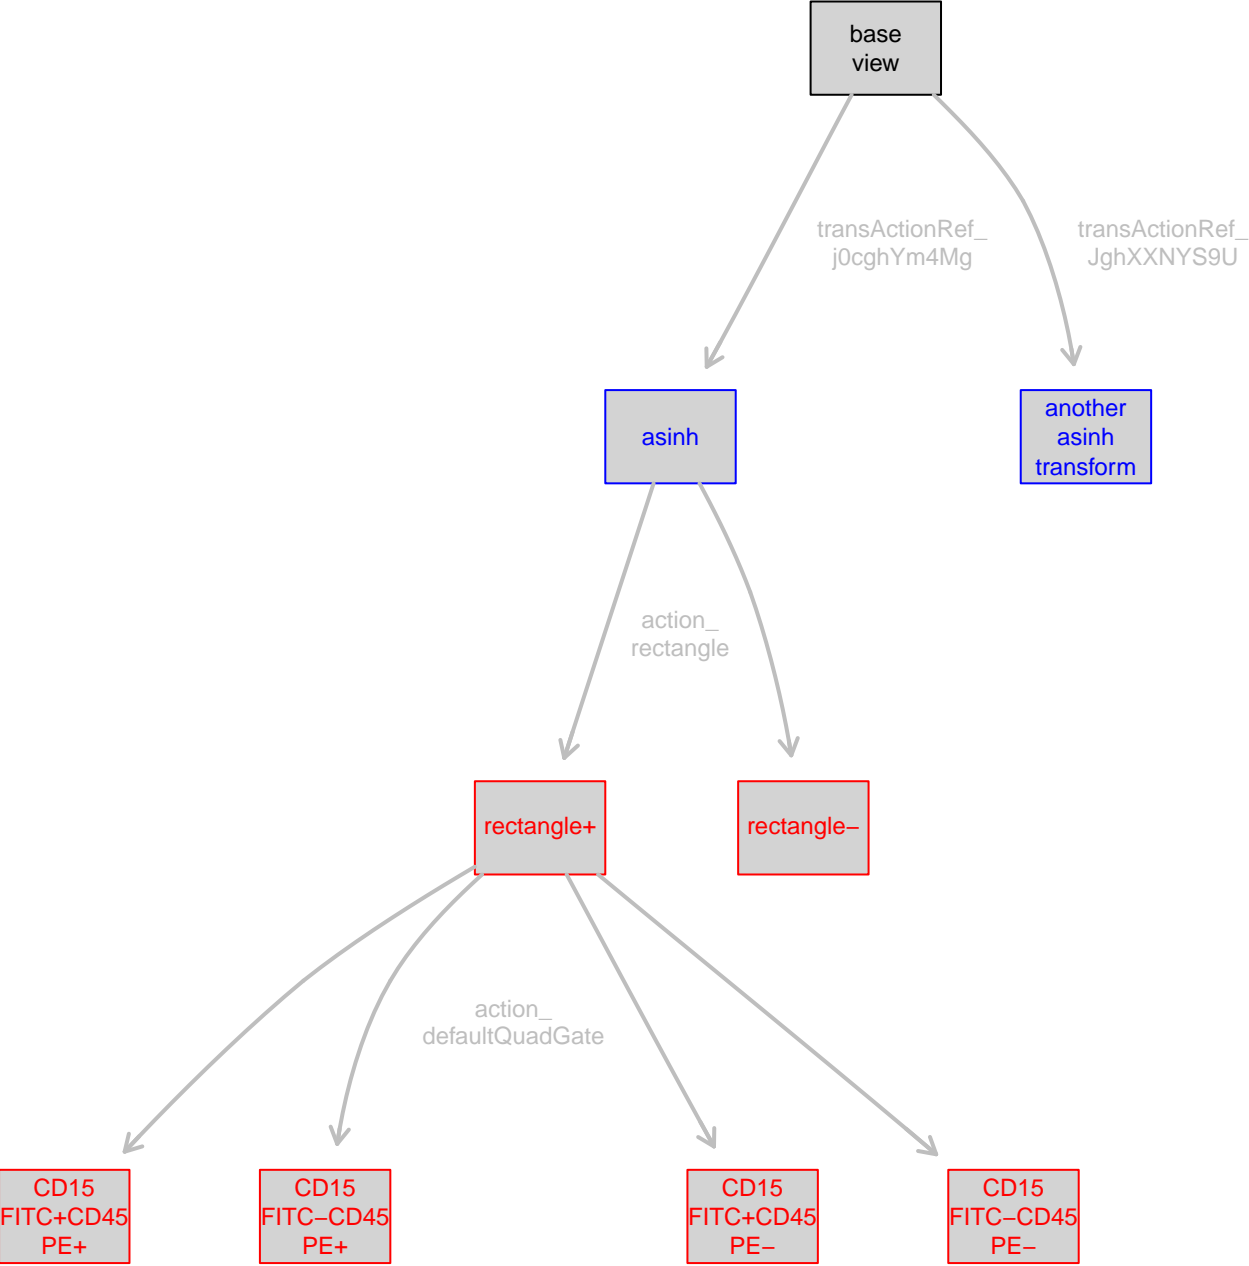 base
view
transActionRef_
j0cghYm4Mg
transActionRef_
JghXXNYS9U
asinh
another
asinh
transform
action_
rectangle
rectangle+
rectangle−
action_
defaultQuadGate
CD15
FITC+CD45
PE+
CD15
FITC−CD45
PE+
CD15
FITC+CD45
PE−
CD15
FITC−CD45
PE−